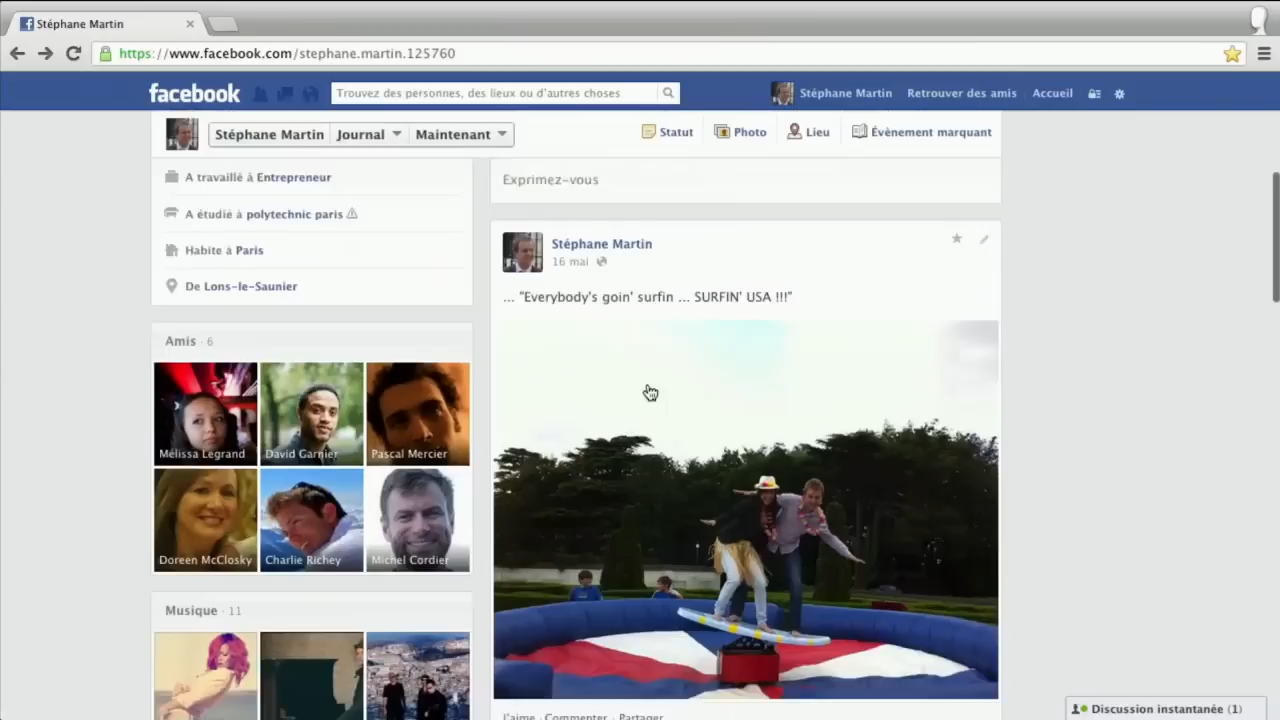 Stéphane Martin
https://www.facebook.com/stephane.martin.125760
facebook
Trouvez des personnes, des lieux ou d'autres choses
Stéphane Martin
Retrouver des amis
Accueil
Stéphane Martin
Journal
Maintenant
Statut
Photo
Lieu
Évènement marquant
A travaillé à Entrepreneur
A étudié à polytechnic paris
Habite à Paris
De Lons-le-Saunier
Amis · 6
Mélissa Legrand
David Garnier
Pascal Mercier
Doreen McClosky
Charlie Richey
Michel Cordier
Musique · 11
Exprimez-vous
Stéphane Martin
16 mai
... "Everybody's goin' surfin ... SURFIN' USA !!!"
J'aime · Commenter · Partager
Discussion instantanée (1)